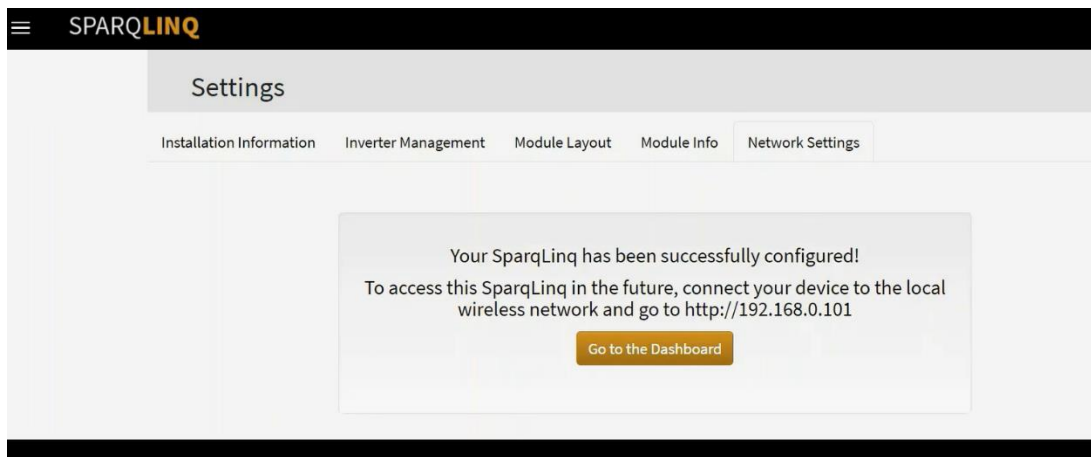 SPARQLINQ
Settings
Installation Information Inverter Management Module Layout Module Info Network Settings
Your SparqLinq has been successfully configured!
To access this SparqLinq in the future, connect your device to the local
wireless network and go to http://192.168.0.101
Go to the Dashboard